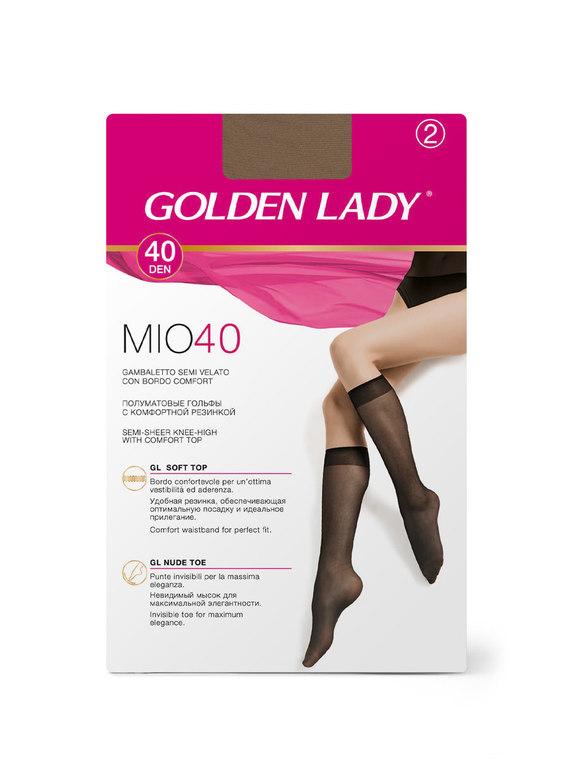 2
GOLDEN LADY®
40
DEN
MIO40
GAMBALETTO SEMI VELATO
CON BORDO COMFORT
ПОЛУМАТОВЫЕ ГОЛЬФЫ
С КОМФОРТНОЙ РЕЗИНКОЙ
SEMI-SHEER KNEE-HIGH
WITH COMFORT TOP
GL SOFT TOP
Bordo confortevole per un'ottima
vestibilità ed aderenza.
Удобная резинка, обеспечивающая
оптимальную посадку и идеальное
прилегание.
Comfort waistband for perfect fit.
GL NUDE TOE
Punte invisibili per la massima
eleganza.
Невидимый мысок для
максимальной элегантности.
Invisible toe for maximum
elegance.